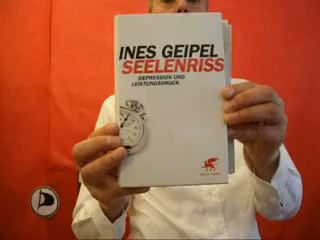 INES GEIPEL
SEELENRISS
DEPRESSION UND
LEISTUNGSDRUCK